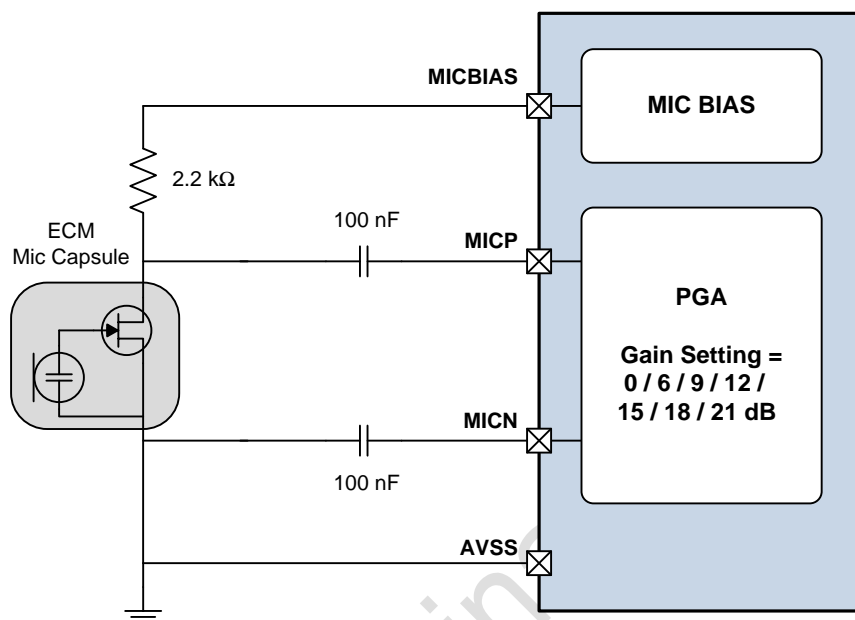 MICBIAS
MIC BIAS
2.2 kΩ
ECM
Mic Capsule
100 nF
MICP
PGA
Gain Setting =
0 / 6 / 9 / 12 /
15 / 18 / 21 dB
MICN
100 nF
AVSS